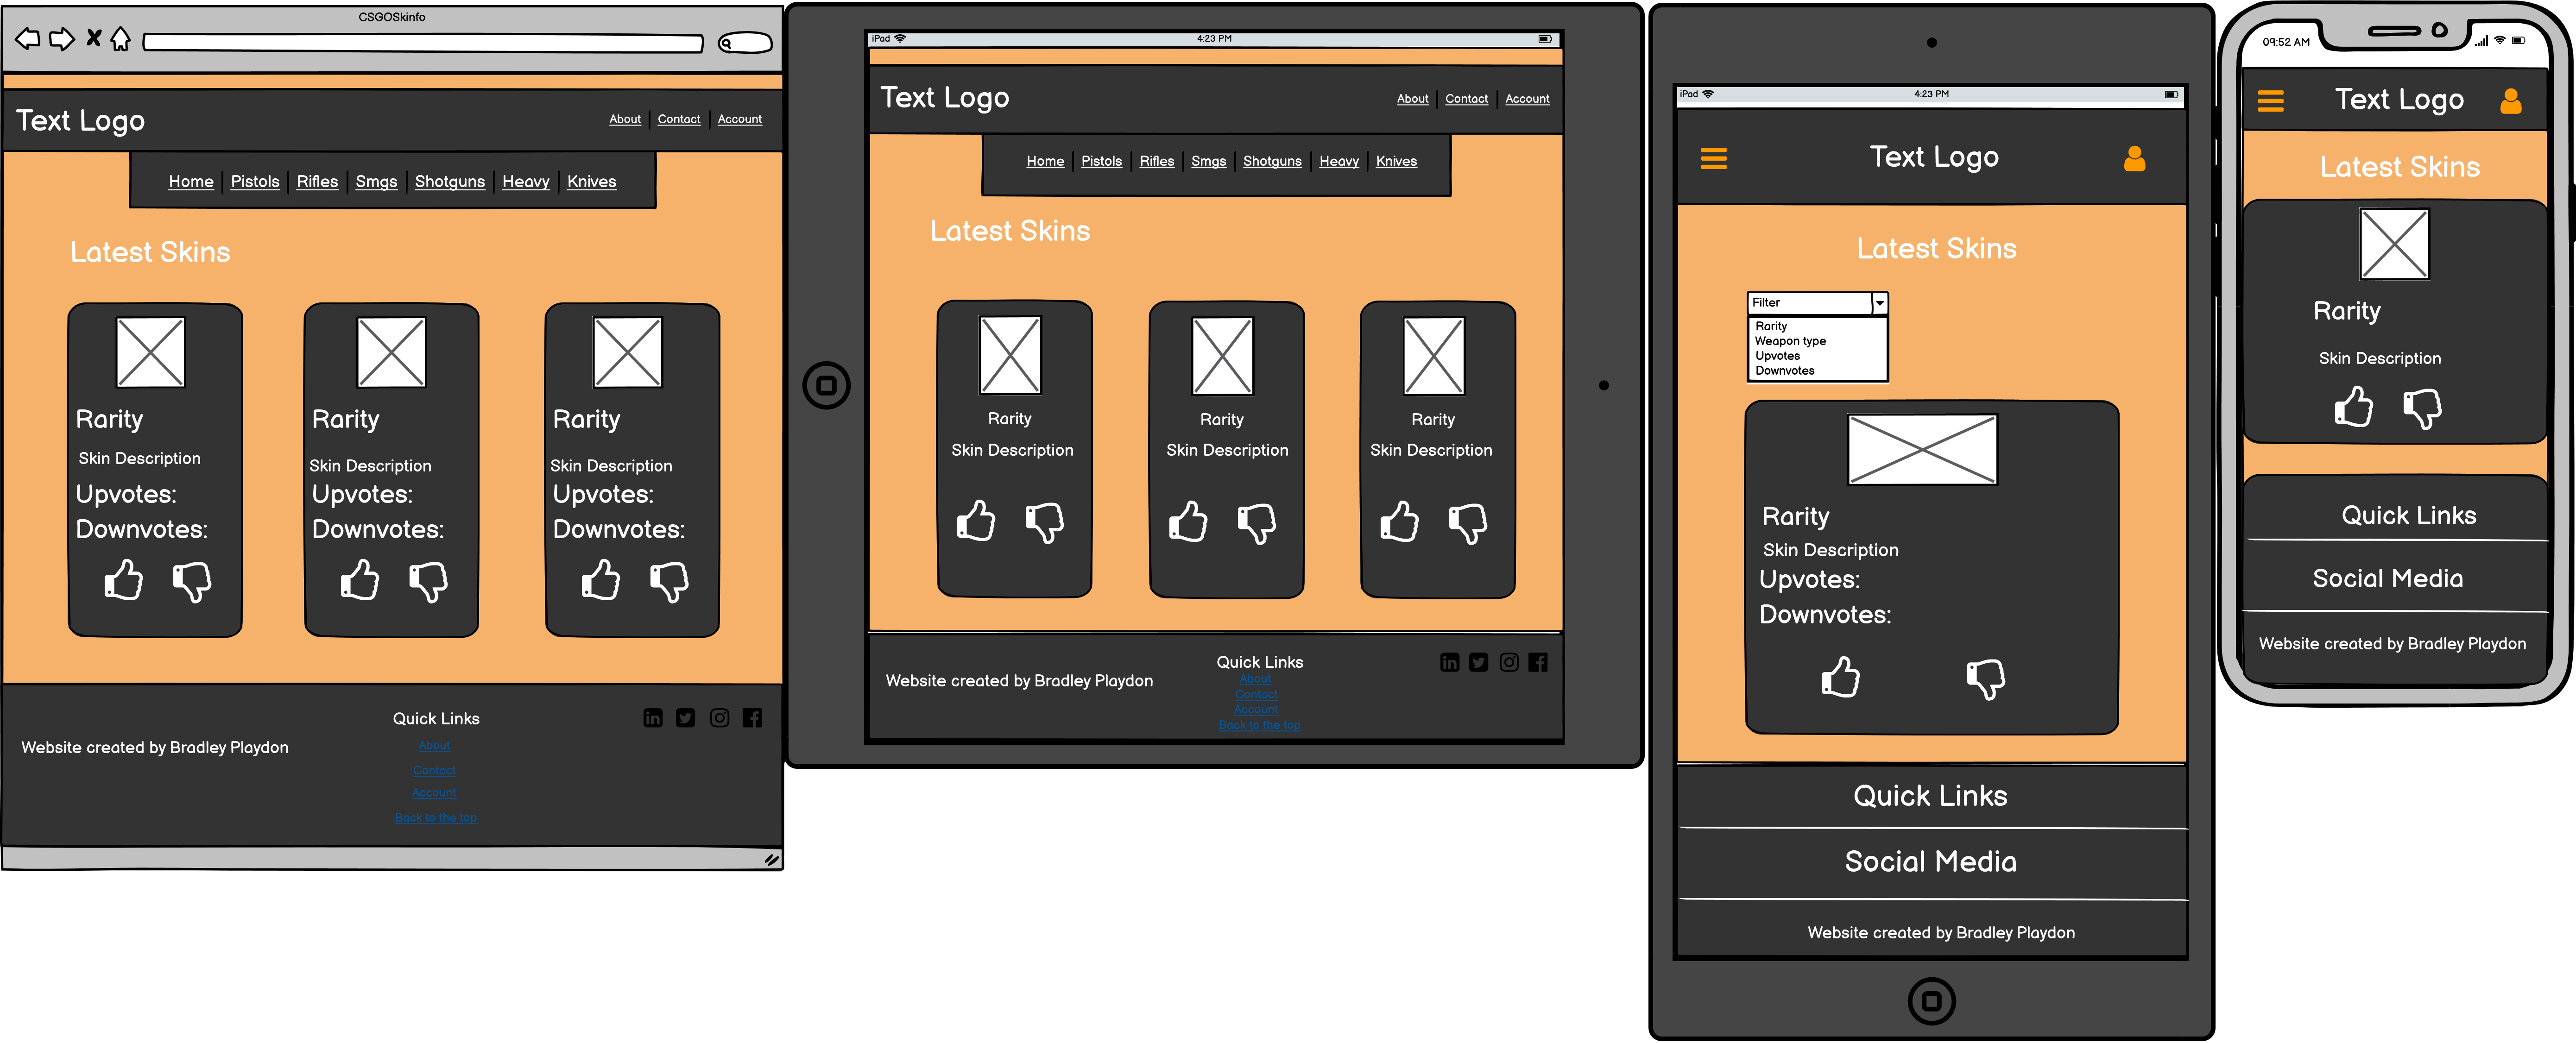 CSGOSkinfo
Text Logo
About Contact Account
Home Pistols Rifles Smgs Shotguns Heavy Knives
Latest Skins
Rarity Rarity Rarity
Skin Description Skin Description Skin Description
Upvotes: Upvotes: Upvotes:
Downvotes: Downvotes: Downvotes:
Quick Links
Website created by Bradley Playdon
About
Contact
Account
Back to the top
iPad 4:23 PM
Text Logo
About Contact Account
Home Pistols Rifles Smgs Shotguns Heavy Knives
Latest Skins
Rarity Rarity Rarity
Skin Description Skin Description Skin Description
Quick Links
Website created by Bradley Playdon
About
Contact
Account
Back to the top
iPad 4:23 PM
Text Logo
Latest Skins
Filter
Rarity
Weapon type
Upvotes
Downvotes
Rarity
Skin Description
Upvotes:
Downvotes:
Quick Links
Social Media
Website created by Bradley Playdon
09:52 AM
Text Logo
Latest Skins
Rarity
Skin Description
Quick Links
Social Media
Website created by Bradley Playdon